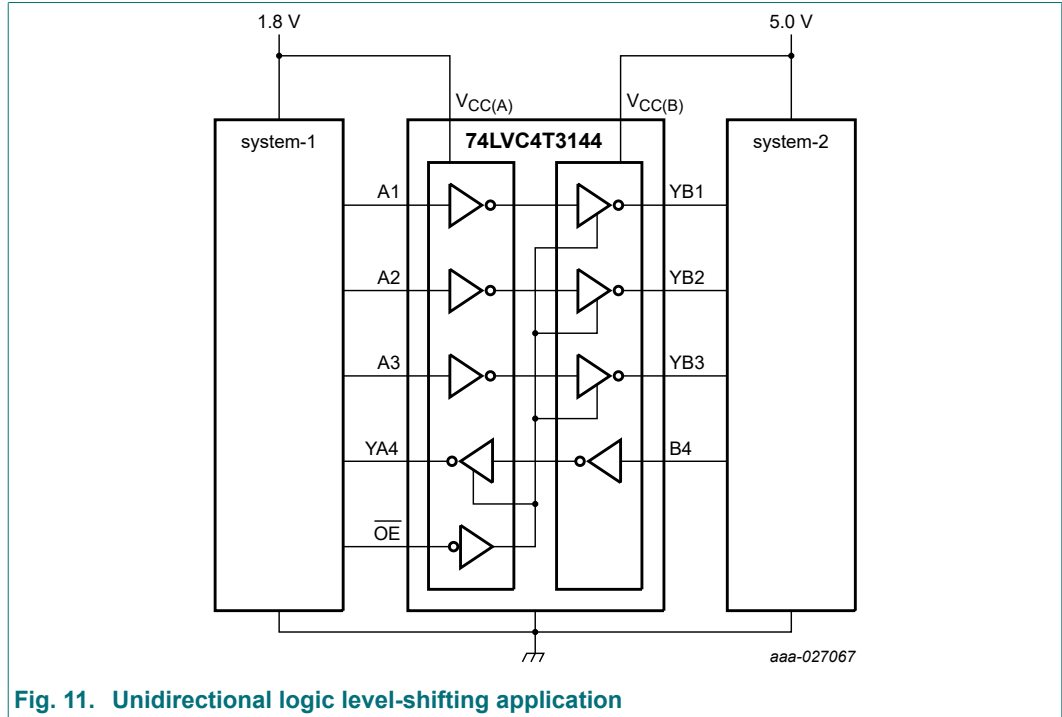 1.8 V
5.0 V
VCC(A)
VCC(B)
system-1
74LVC4T3144
system-2
A1
YB1
A2
YB2
A3
YB3
YA4
B4
OE
aaa-027067
Fig. 11. Unidirectional logic level-shifting application